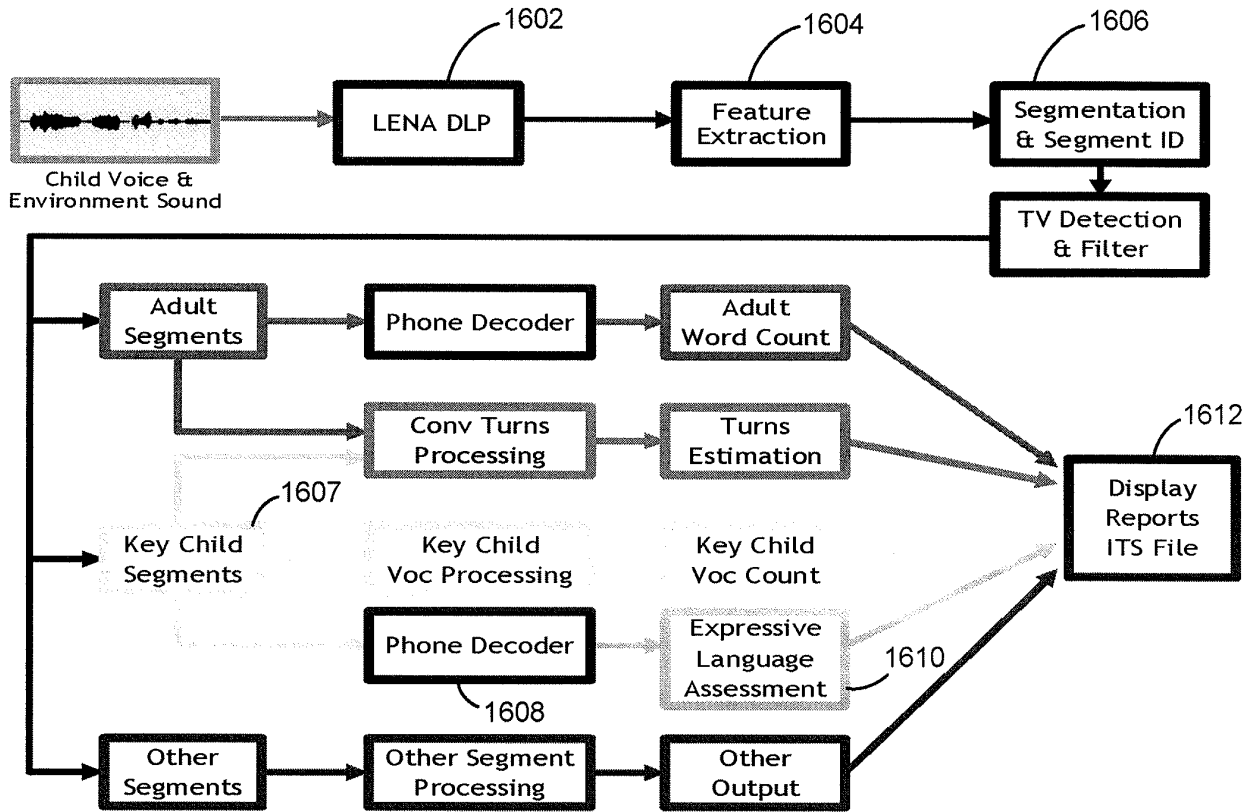 1602
1604
1606
LENA DLP
Feature
Extraction
Segmentation
& Segment ID
Child Voice &
Environment Sound
TV Detection
& Filter
Adult
Segments
Phone Decoder
Adult
Word Count
Conv Turns
Processing
Turns
Estimation
1612
Display
Reports
ITS File
1607
Key Child
Segments
Key Child
Voc Processing
Key Child
Voc Count
Phone Decoder
1608
Expressive
Language
Assessment
1610
Other
Segments
Other Segment
Processing
Other
Output